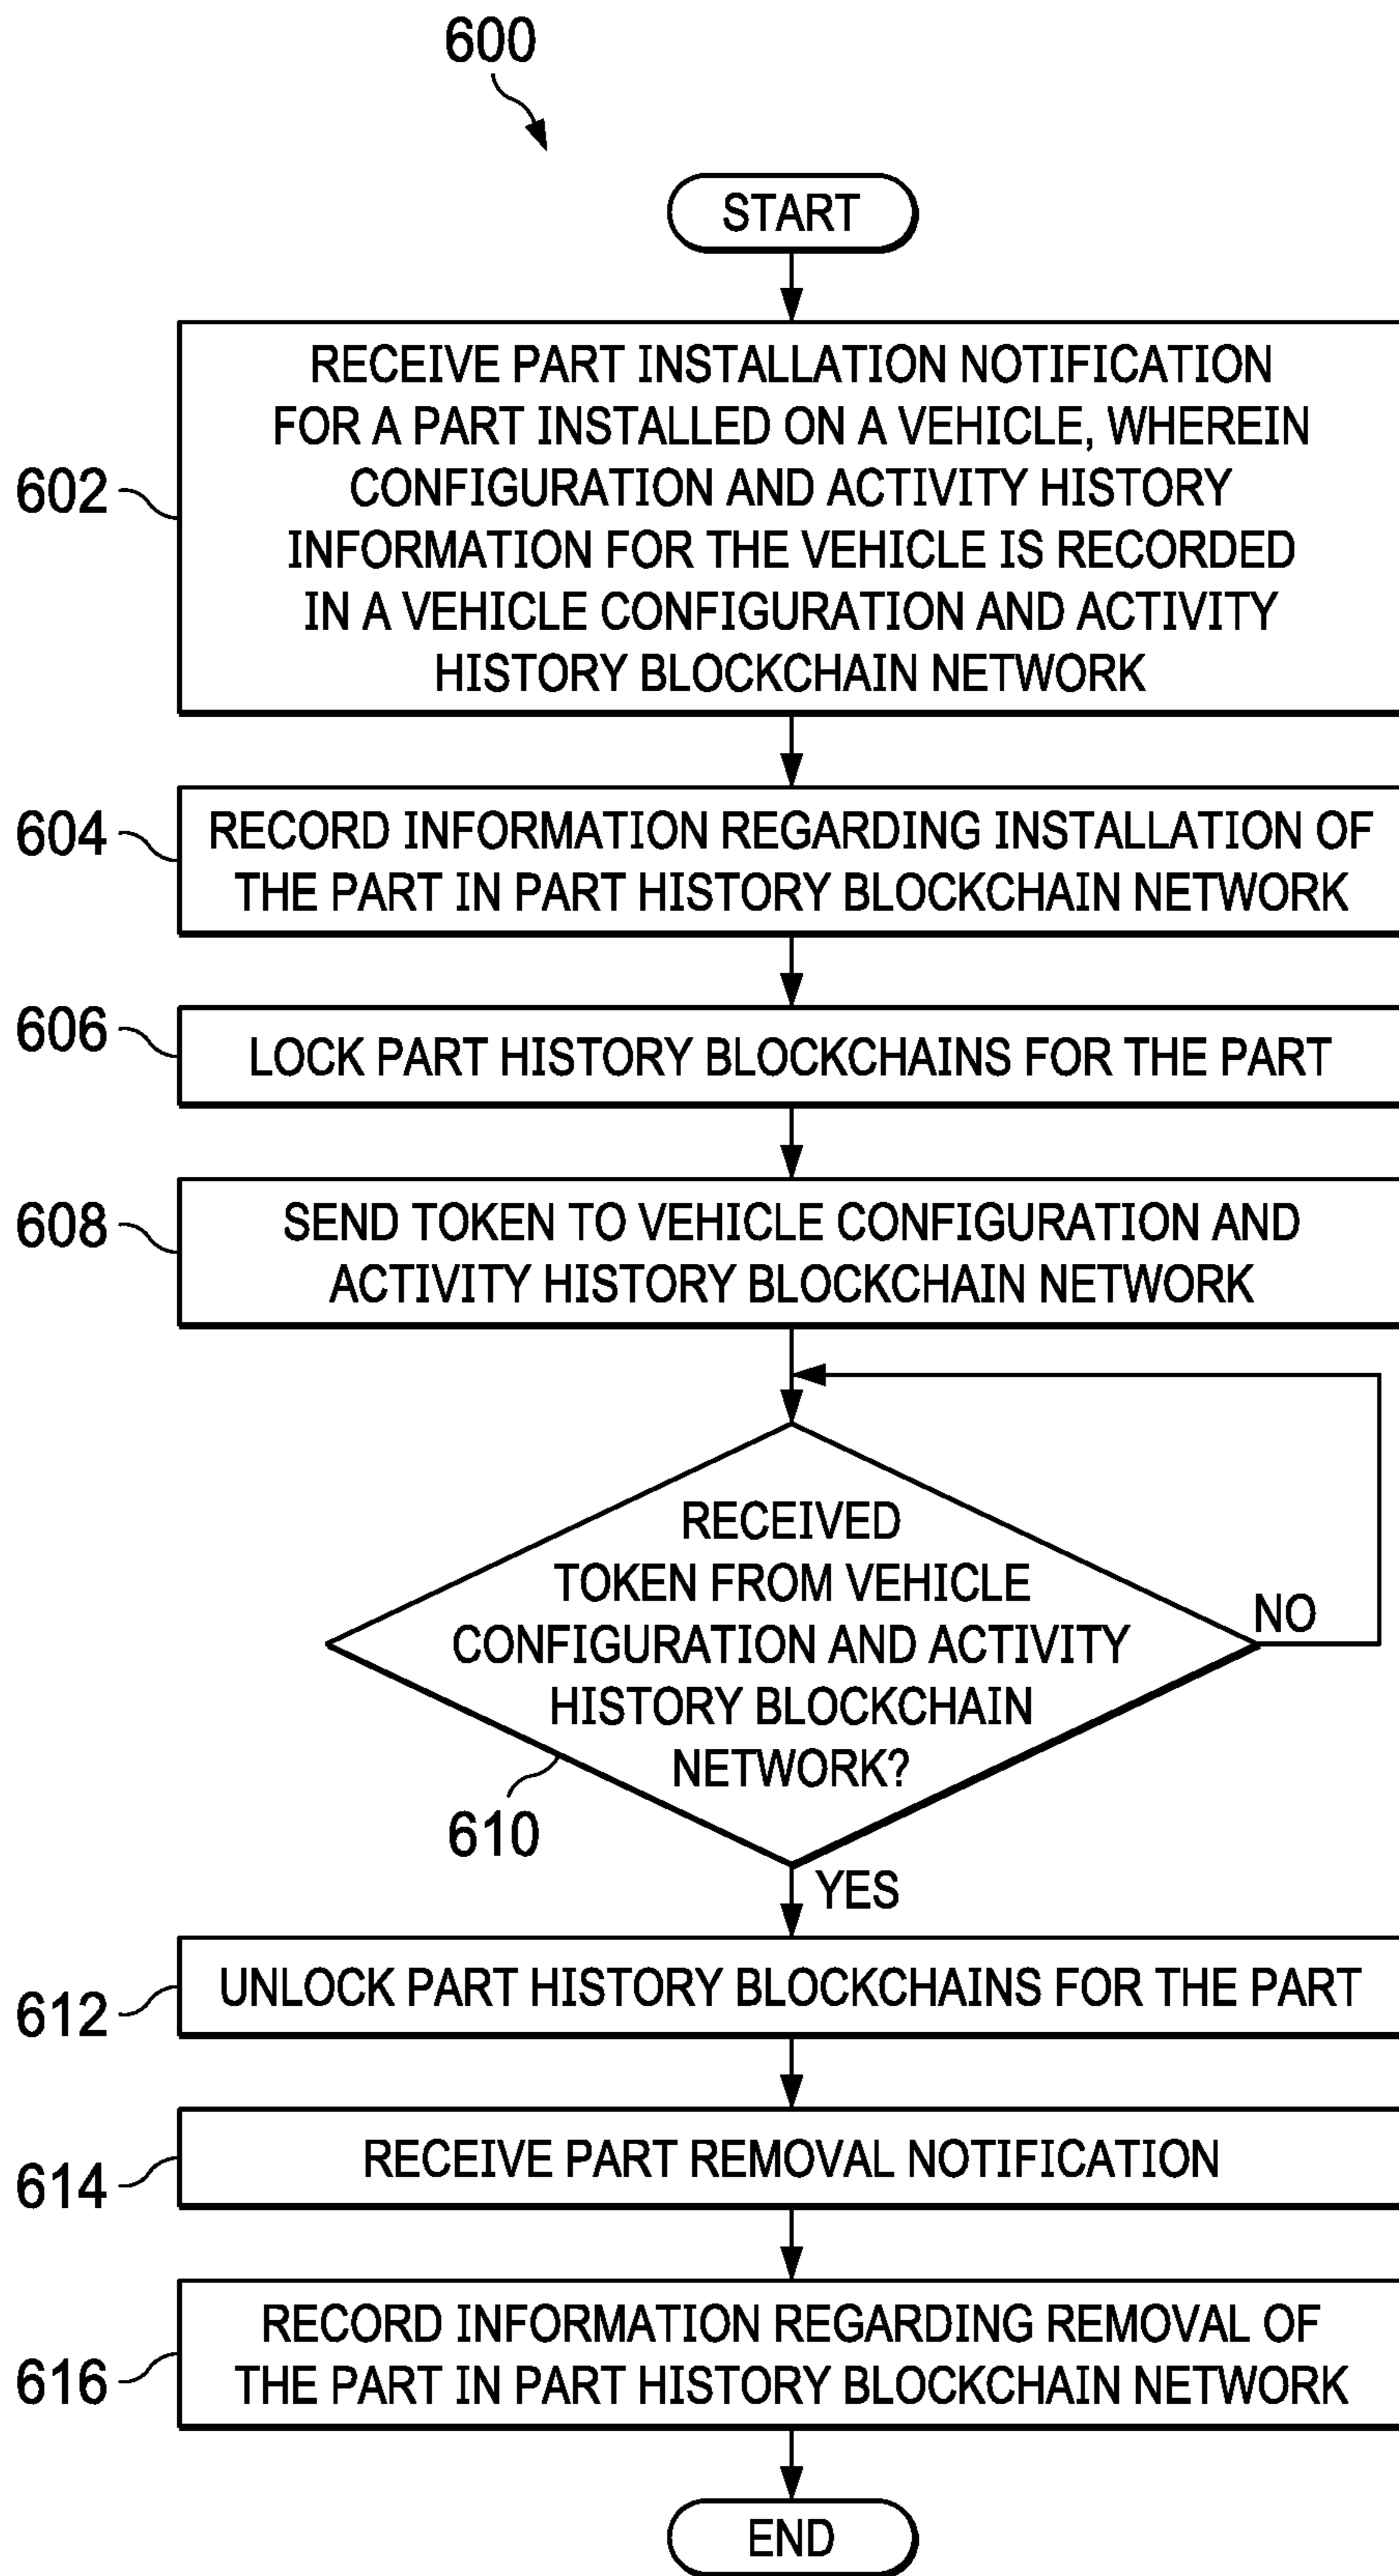 600
START
RECEIVE PART INSTALLATION NOTIFICATION
FOR A PART INSTALLED ON A VEHICLE, WHEREIN
CONFIGURATION AND ACTIVITY HISTORY
INFORMATION FOR THE VEHICLE IS RECORDED
IN A VEHICLE CONFIGURATION AND ACTIVITY
HISTORY BLOCKCHAIN NETWORK
602
604
RECORD INFORMATION REGARDING INSTALLATION OF
THE PART IN PART HISTORY BLOCKCHAIN NETWORK
606
LOCK PART HISTORY BLOCKCHAINS FOR THE PART
608
SEND TOKEN TO VEHICLE CONFIGURATION AND
ACTIVITY HISTORY BLOCKCHAIN NETWORK
RECEIVED
TOKEN FROM VEHICLE
CONFIGURATION AND ACTIVITY
HISTORY BLOCKCHAIN
NETWORK?
NO
610
YES
612
UNLOCK PART HISTORY BLOCKCHAINS FOR THE PART
614
RECEIVE PART REMOVAL NOTIFICATION
616
RECORD INFORMATION REGARDING REMOVAL OF
THE PART IN PART HISTORY BLOCKCHAIN NETWORK
END